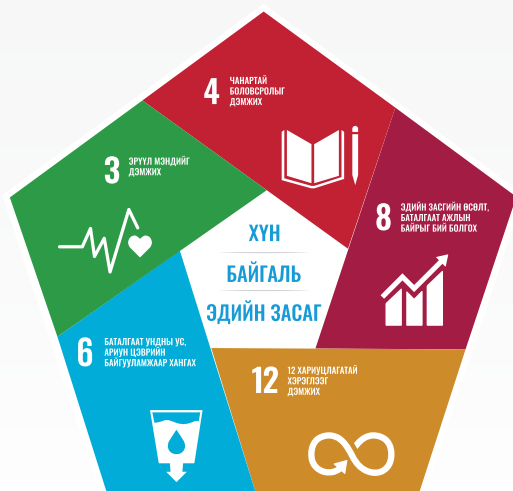 4
ЧАНАРТАЙ
БОЛОВСРОЛЫГ
ДЭМЖИХ
3
ЭРҮҮЛ МЭНДИЙГ
ДЭМЖИХ
8
ЭДИЙН ЗАСГИЙН ӨСӨЛТ,
БАТАЛГААТ АЖЛЫН
БАЙРЫГ БИЙ БОЛГОХ
ХҮН
БАЙГАЛЬ
ЭДИЙН ЗАСАГ
6
БАТАЛГААТ УНДНЫ УС,
АРИУН ЦЭВРИЙН
БАЙГУУЛАМЖААР ХАНГАХ
12
12 ХАРИУЦЛАГАТАЙ
ХЭРЭГЛЭЭГ
ДЭМЖИХ